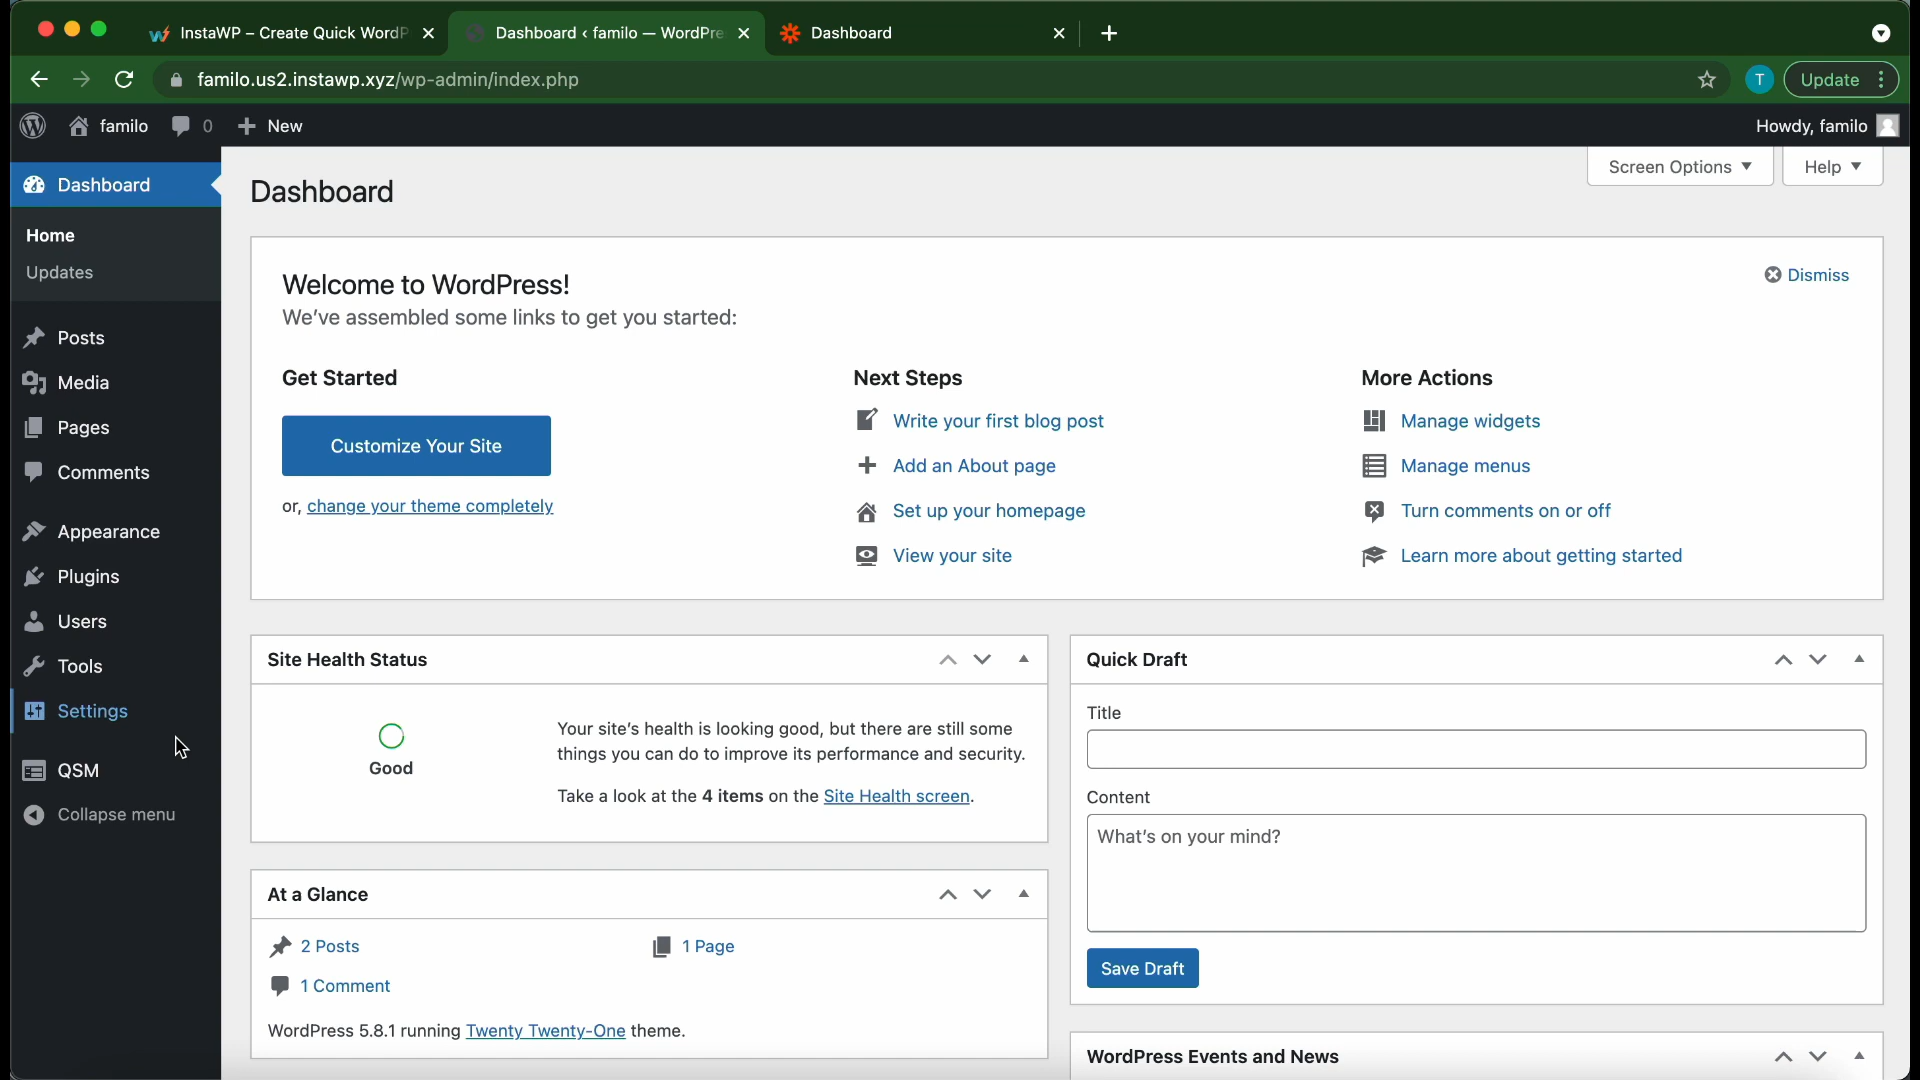 InstaWP – Create Quick WordP
Dashboard ‹ familo — WordPre
Dashboard
familo.us2.instawp.xyz/wp-admin/index.php
T
Update
familo
0
New
Howdy, familo
Dashboard
Home
Updates
Posts
Media
Pages
Comments
Appearance
Plugins
Users
Tools
Settings
QSM
Collapse menu
Screen Options
Help
Dashboard
Welcome to WordPress!
We've assembled some links to get you started:
Dismiss
Get Started
Customize Your Site
or, change your theme completely
Next Steps
Write your first blog post
Add an About page
Set up your homepage
View your site
More Actions
Manage widgets
Manage menus
Turn comments on or off
Learn more about getting started
Site Health Status
Good
Your site's health is looking good, but there are still some
things you can do to improve its performance and security.
Take a look at the 4 items on the Site Health screen.
At a Glance
2 Posts
1 Page
1 Comment
WordPress 5.8.1 running Twenty Twenty-One theme.
Quick Draft
Title
Content
What's on your mind?
Save Draft
WordPress Events and News